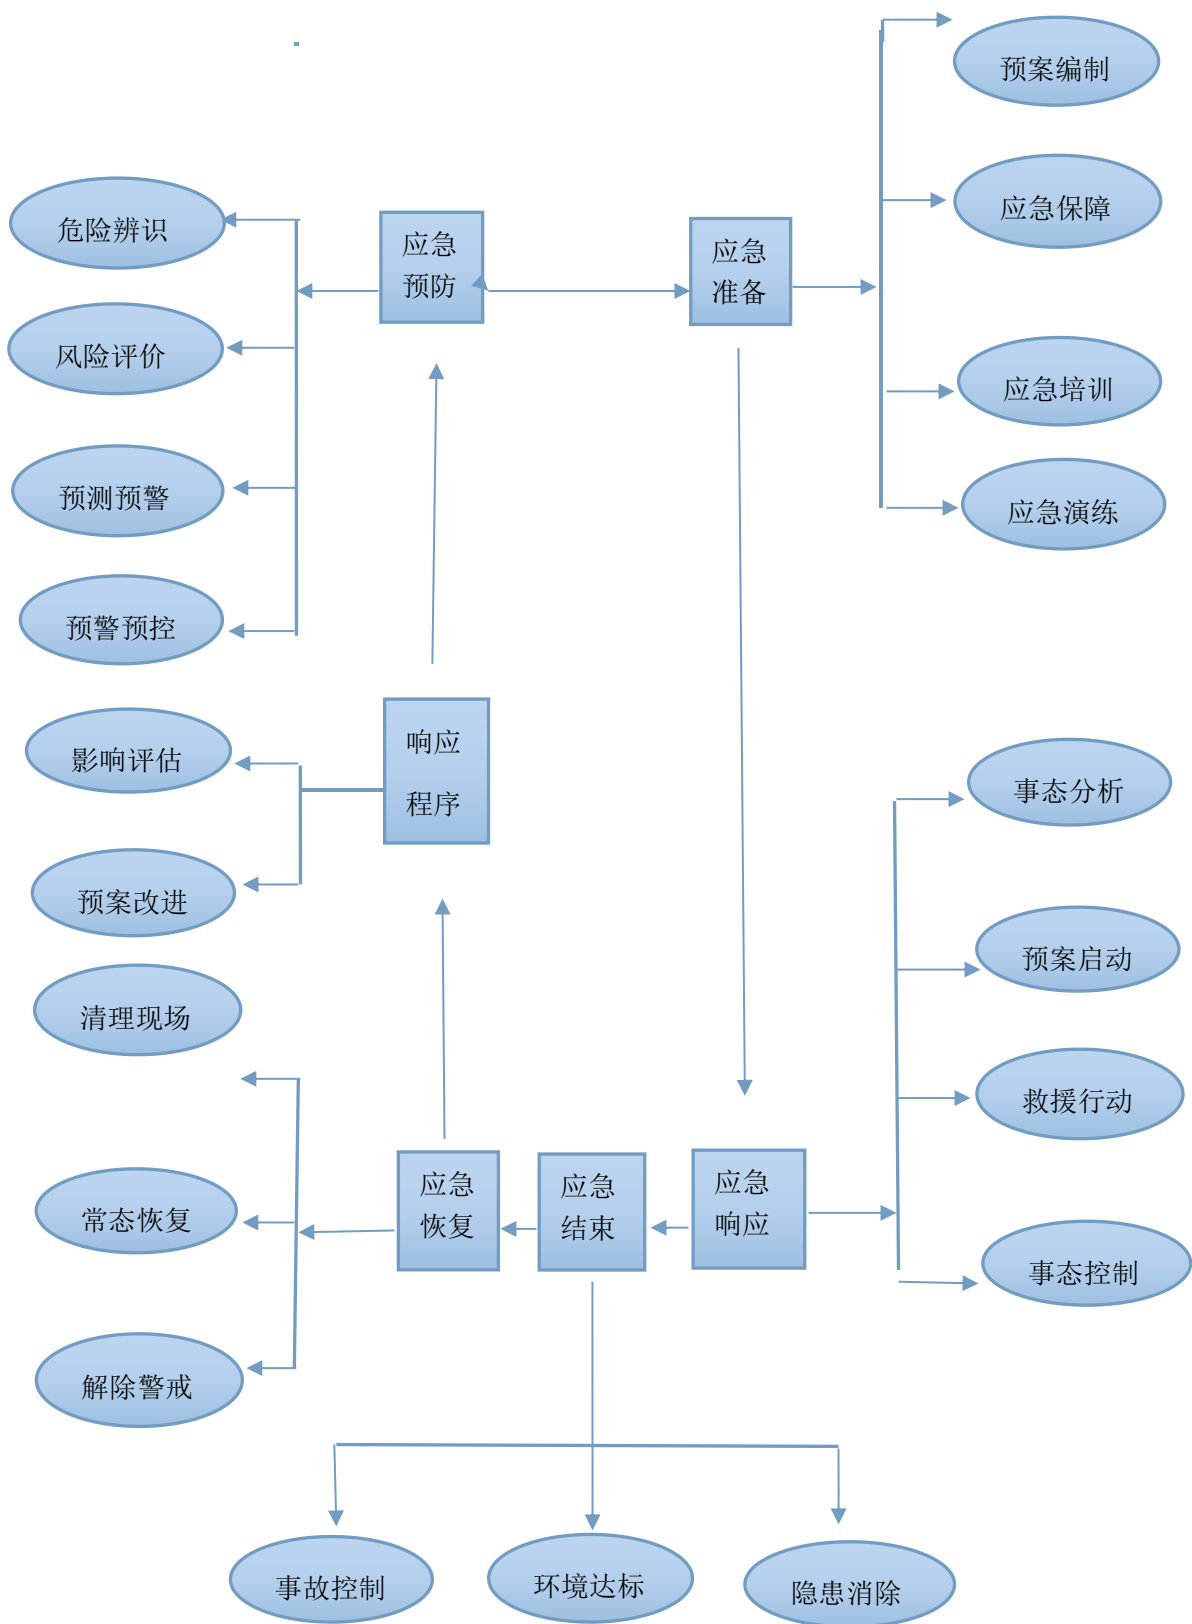 预案编制
应急保障
应急培训
应急演练
应急
准备
应急
预防
危险辨识
风险评价
预测预警
预警预控
响应
程序
影响评估
预案改进
清理现场
常态恢复
解除警戒
应急
恢复
应急
结束
应急
响应
事态分析
预案启动
救援行动
事态控制
事故控制
环境达标
隐患消除